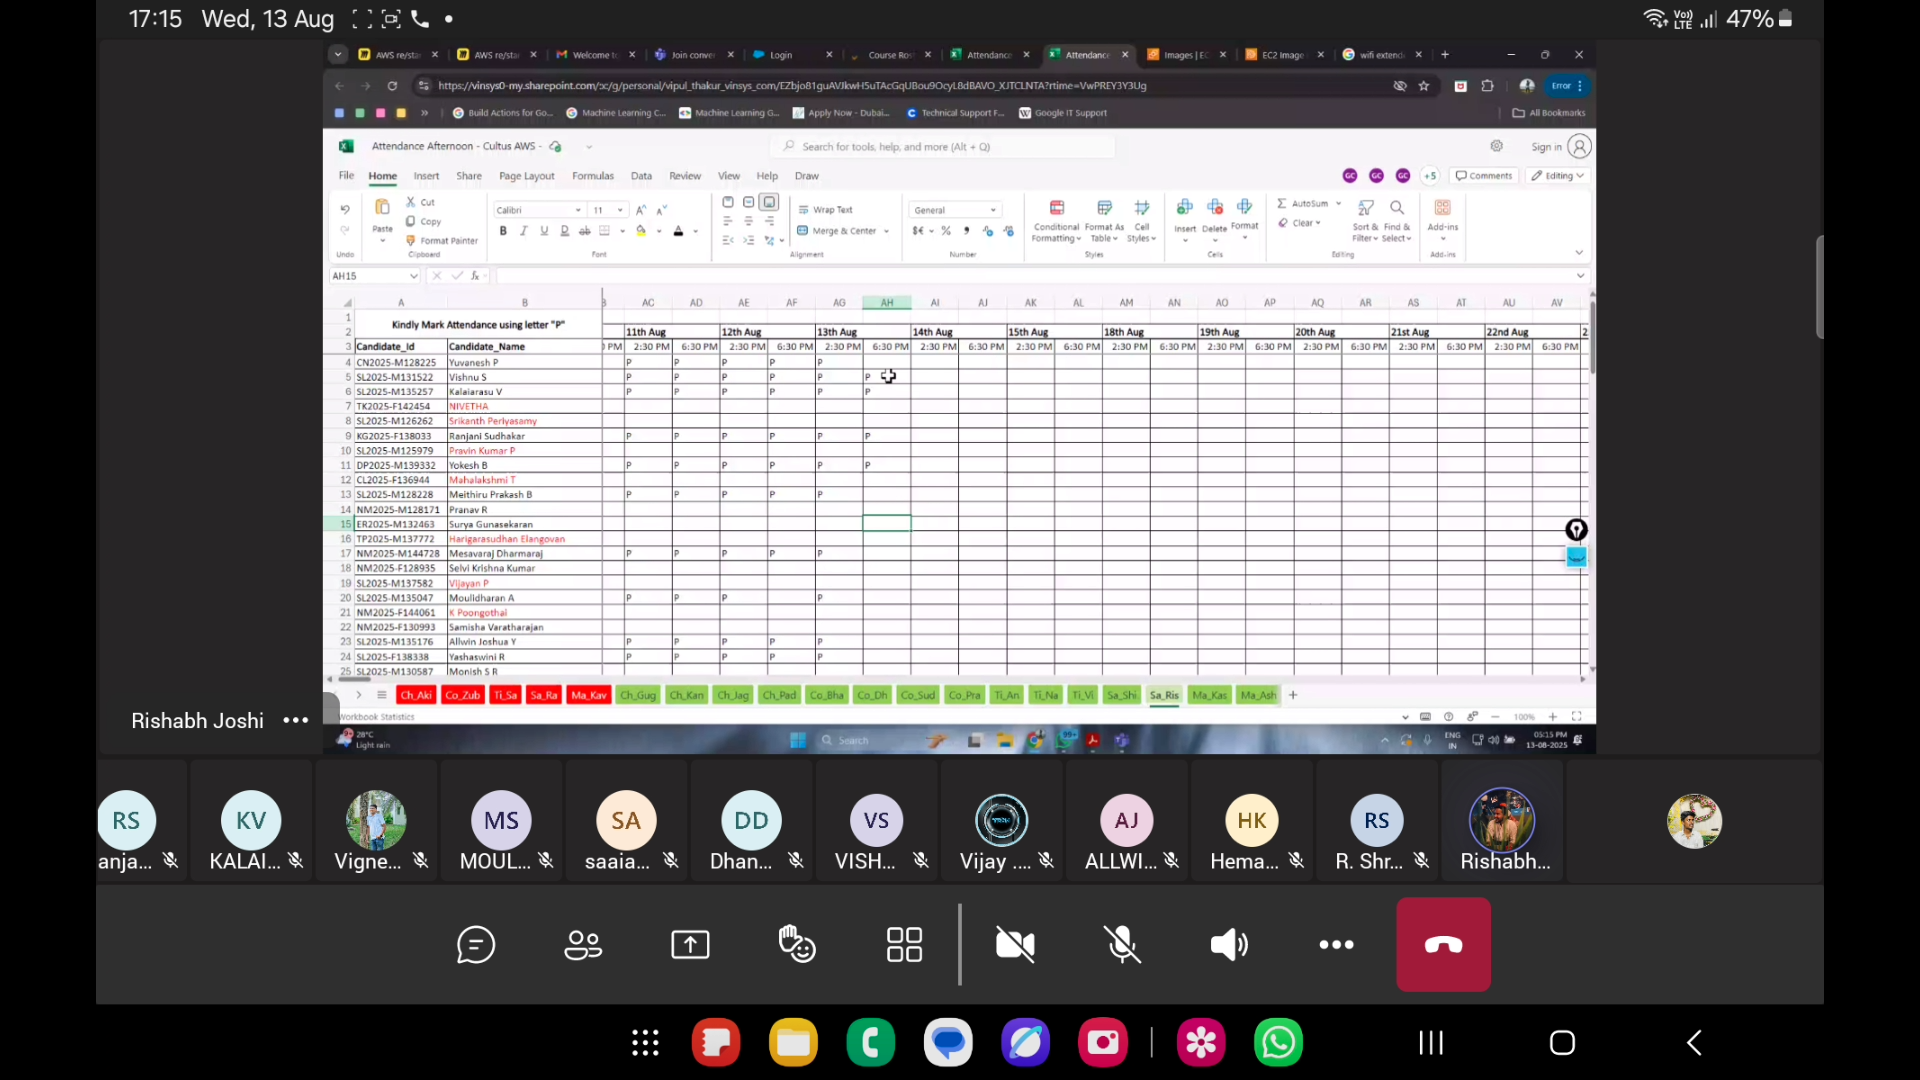 17:15 Wed, 13 Aug
Vo)) LTE 47%
AWS re/sta
AWS re/sta
Welcome to
Join conver
Login
Course Ros
Attendance
Attendance
Images | EC
EC2 Image
wifi extend
https://vinsys0-my.sharepoint.com/:x:/g/personal/vipul_thakur_vinsys_com/EZbjo81guAVJkwH5uTAcGqUBou9OcyL8dBAVO_XJTCLNTA?rtime=VwPREY3Y3Ug
Error
Build Actions for Go...
Machine Learning C...
Machine Learning G...
Apply Now - Dubai...
Technical Support F...
Google IT Support
All Bookmarks
Attendance Afternoon - Cultus AWS -
Search for tools, help, and more (Alt + Q)
Sign in
File Home Insert Share Page Layout Formulas Data Review View Help Draw
GC GC GC +5 Comments Editing
Paste Cut
Copy
Format Painter
Calibri 11
B I U D ab
Wrap Text
Merge & Center
General
$€ % 9
Conditional Formatting
Format As Table
Cell Styles
Insert Delete Format
AutoSum
Clear
Sort & Filter
Find & Select
Add-ins
Undo Clipboard Font Alignment Number Styles Cells Editing Add-ins
AH15 fx
A B B AC AD AE AF AG AH AI AJ AK AL AM AN AO AP AQ AR AS AT AU AV
1 Kindly Mark Attendance using letter "P"
2 11th Aug 12th Aug 13th Aug 14th Aug 15th Aug 18th Aug 19th Aug 20th Aug 21st Aug 22nd Aug 2
3 Candidate_Id Candidate_Name PM 2:30 PM 6:30 PM 2:30 PM 6:30 PM 2:30 PM 6:30 PM 2:30 PM 6:30 PM 2:30 PM 6:30 PM 2:30 PM 6:30 PM 2:30 PM 6:30 PM 2:30 PM 6:30 PM 2:30 PM 6:30 PM 2:30 PM 6:30 PM
4 CN2025-M128225 Yuvanesh P P P P P P
5 SL2025-M131522 Vishnu S P P P P P P
6 SL2025-M135257 Kalaiarasu V P P P P P P
7 TK2025-F142454 NIVETHA
8 SL2025-M126262 Srikanth Periyasamy
9 KG2025-F138033 Ranjani Sudhakar P P P P P P
10 SL2025-M125979 Pravin Kumar P
11 DP2025-M139332 Yokesh B P P P P P P
12 CL2025-F136944 Mahalakshmi T
13 SL2025-M128228 Meithiru Prakash B P P P P P
14 NM2025-M128171 Pranav R
15 ER2025-M132463 Surya Gunasekaran
16 TP2025-M137772 Harigarasudhan Elangovan
17 NM2025-M144728 Mesavaraj Dharmaraj P P P P P
18 NM2025-F128935 Selvi Krishna Kumar
19 SL2025-M137582 Vijayan P
20 SL2025-M135047 Moulidharan A P P P P
21 NM2025-F144061 K Poongothai
22 NM2025-F130993 Samisha Varatharajan
23 SL2025-M135176 Allwin Joshua Y P P P P P
24 SL2025-F138338 Yashaswini R P P P P P
25 SL2025-M130587 Monish S R
Ch_Aki Co_Zub Ti_Sa Sa_Ra Ma_Kav Ch_Gug Ch_Kan Ch_Jag Ch_Pad Co_Bha Co_Dh Co_Sud Co_Pra Ti_An Ti_Na Ti_Vi Sa_Shi Sa_Ris Ma_Kas Ma_Ash
Workbook Statistics 100%
28°C
Light rain
Search
99+
ENG
IN
05:15 PM
13-08-2025
Rishabh Joshi
RS KV MS SA DD VS AJ HK RS
anja... KALAI... Vigne... MOUL... saaia... Dhan... VISH... Vijay .... ALLWI... Hema... R. Shr... Rishabh...